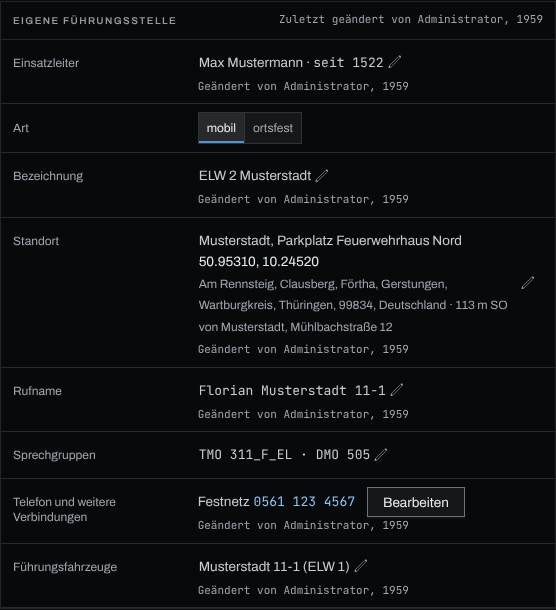 EIGENE FÜHRUNGSSTELLE
Zuletzt geändert von Administrator, 1959
Einsatzleiter
Max Mustermann · seit 1522
Geändert von Administrator, 1959
Art
mobil ortsfest
Bezeichnung
ELW 2 Musterstadt
Geändert von Administrator, 1959
Standort
Musterstadt, Parkplatz Feuerwehrhaus Nord
50.95310, 10.24520
Am Rennsteig, Clausberg, Förtha, Gerstungen,
Wartburgkreis, Thüringen, 99834, Deutschland · 113 m SO
von Musterstadt, Mühlbachstraße 12
Geändert von Administrator, 1959
Rufname
Florian Musterstadt 11-1
Geändert von Administrator, 1959
Sprechgruppen
TMO 311_F_EL · DMO 505
Telefon und weitere
Verbindungen
Festnetz 0561 123 4567 Bearbeiten
Geändert von Administrator, 1959
Führungsfahrzeuge
Musterstadt 11-1 (ELW 1)
Geändert von Administrator, 1959